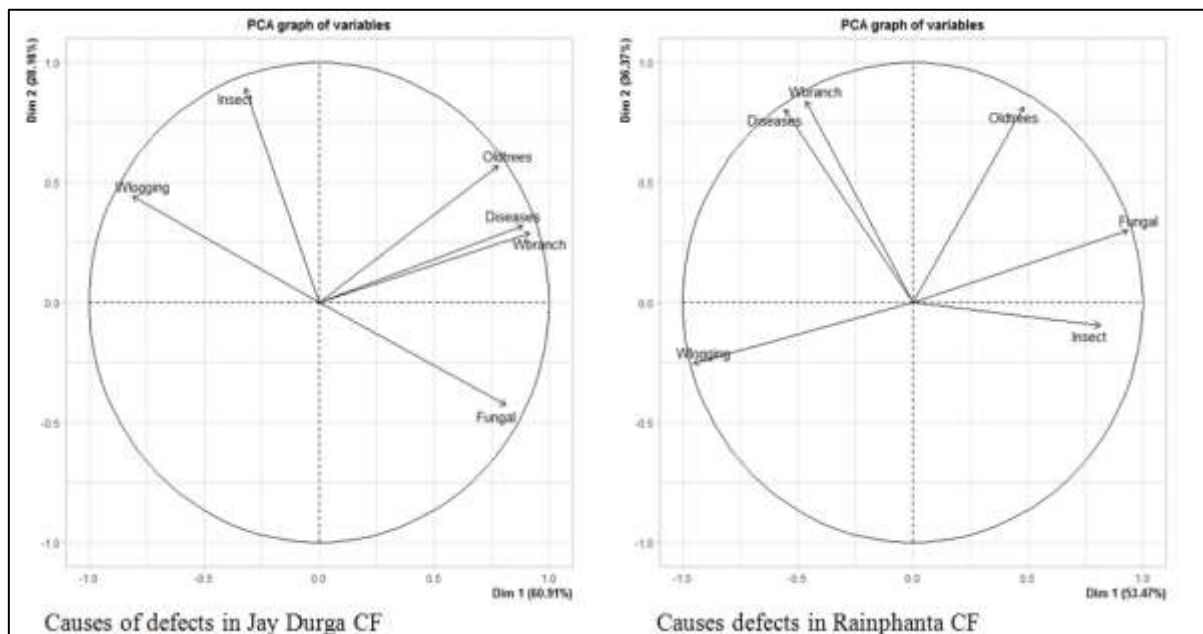 PCA graph of variables
Dim 2 (28.16%)
1.0
0.5
0.0
-0.5
-1.0
Insect
Oldtrees
Wlogging
Diseases
Wbranch
Fungal
-1.0 -0.5 0.0 0.5 1.0
Dim 1 (60.91%)
Causes of defects in Jay Durga CF
PCA graph of variables
Dim 2 (36.37%)
1.0
0.5
0.0
-0.5
-1.0
Wbranch
Diseases
Oldtrees
Fungal
Insect
Wlogging
-1.0 -0.5 0.0 0.5 1.0
Dim 1 (53.47%)
Causes defects in Rainphanta CF